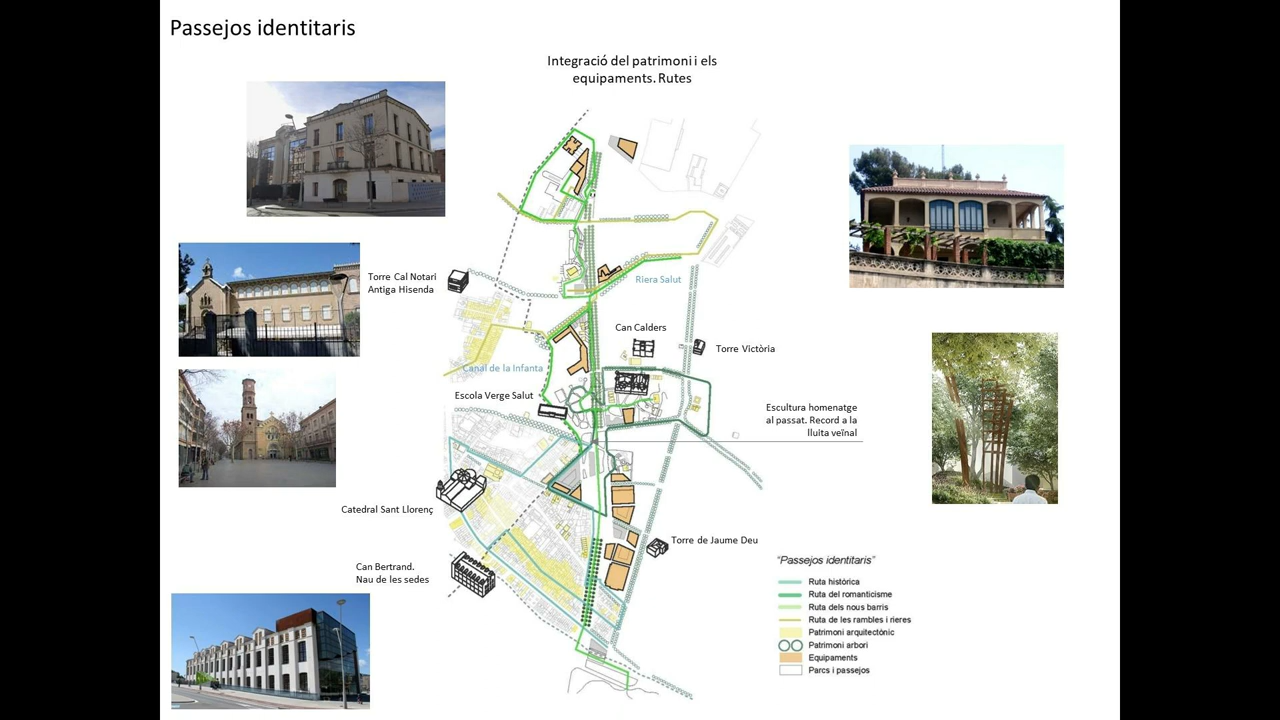 Passejos identitaris
Integració del patrimoni i els
equipaments. Rutes
Torre Cal Notari
Antiga Hisenda
Riera Salut
Can Calders
Torre Victòria
Canal de la Infanta
Escola Verge Salut
Escultura homenatge
al passat. Record a la
lluita veïnal
Catedral Sant Llorenç
Torre de Jaume Deu
Can Bertrand.
Nau de les sedes
"Passejos identitaris"
Ruta històrica
Ruta del romanticisme
Ruta dels nous barris
Ruta de les rambles i rieres
Patrimoni arquitectónic
Patrimoni arbori
Equipaments
Parcs i passejos